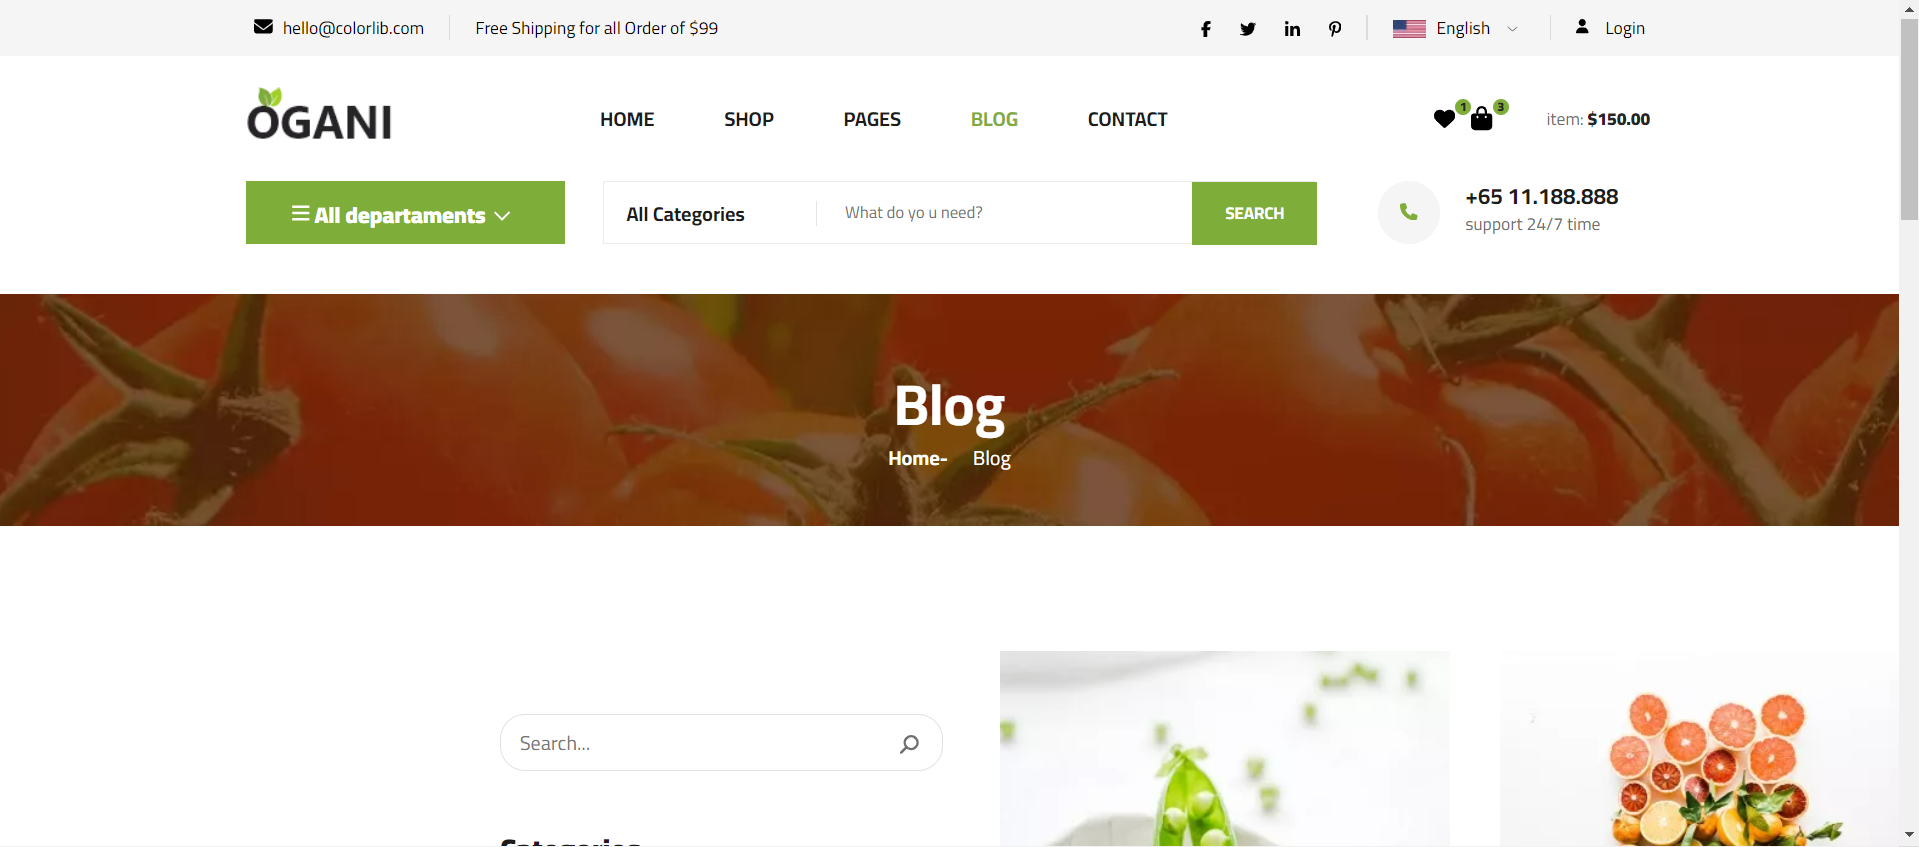 hello@colorlib.com
Free Shipping for all Order of $99
English
Login
OGANI
HOME
SHOP
PAGES
BLOG
CONTACT
1
3
item: $150.00
All departaments
All Categories
What do yo u need?
SEARCH
+65 11.188.888
support 24/7 time
Blog
Home-
Blog
Search...
Categories